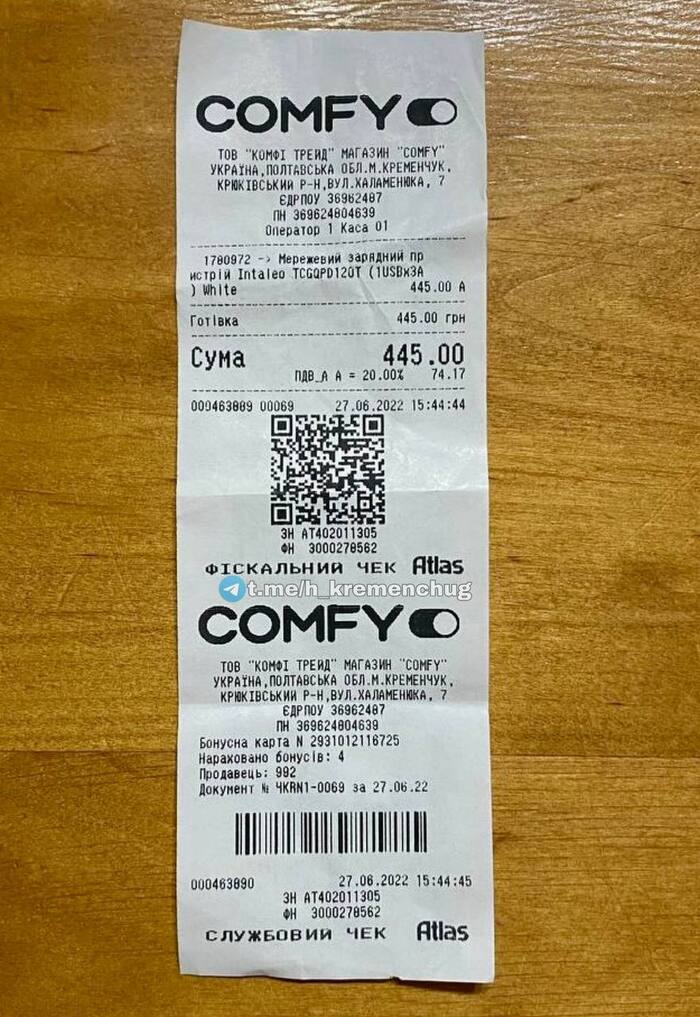 COMFY
ТОВ "КОМФІ ТРЕЙД" МАГАЗИН "COMFY"
УКРАЇНА,ПОЛТАВСЬКА ОБЛ.М.КРЕМЕНЧУК,
КРЮКІВСЬКИЙ Р-Н,ВУЛ.ХАЛАМЕНЮКА, 7
ЄДРПОУ 36962487
ПН 369624804639
Оператор 1 Каса 01
1780972 -> Мережевий зарядний пр
истрій Intaleo TCGQPD120T (1USBx3A
) White 445.00 А
Готівка 445.00 грн
Сума 445.00
ПДВ_А А = 20.00% 74.17
000463889 00069 27.06.2022 15:44:44
ЗН АТ402011305
ФН 3000278562
ФІСКАЛЬНИЙ ЧЕК Atlas
t.me/h_kremenchug
COMFY
ТОВ "КОМФІ ТРЕЙД" МАГАЗИН "COMFY"
УКРАЇНА,ПОЛТАВСЬКА ОБЛ.М.КРЕМЕНЧУК,
КРЮКІВСЬКИЙ Р-Н,ВУЛ.ХАЛАМЕНЮКА, 7
ЄДРПОУ 36962487
ПН 369624804639
Бонусна карта N 2931012116725
Нараховано бонусів: 4
Продавець: 992
Документ № ЧКRN1-0069 за 27.06.22
000463890 27.06.2022 15:44:45
ЗН АТ402011305
ФН 3000278562
СЛУЖБОВИЙ ЧЕК Atlas